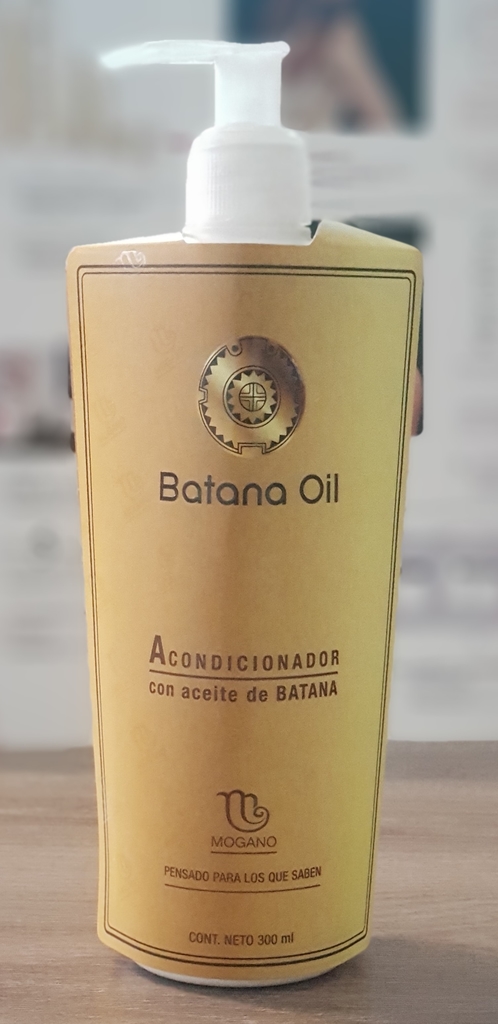 Batana Oil
ACONDICIONADOR
con aceite de BATANA
MOGANO
PENSADO PARA LOS QUE SABEN
CONT. NETO 300 ml